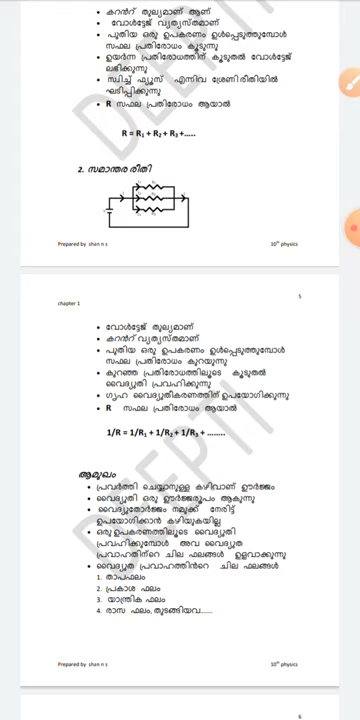 കറൻറ് തുല്യമാണ് ആണ്
വോൾട്ടേജ് വ്യത്യസ്തമാണ്
പുതിയ ഒരു ഉപകരണം ഉൾപ്പെടുത്തുമ്പോൾ
സഫല പ്രതിരോധം കൂടുന്നു
ഉയർന്ന പ്രതിരോധത്തിന് കൂടുതൽ വോൾട്ടേജ്
ലഭിക്കുന്നു
സ്വിച്ച് ഫ്യൂസ് എന്നിവ ശ്രേണി രീതിയിൽ
ഘടിപ്പിക്കുന്നു
R സഫല പ്രതിരോധം ആയാൽ
R = R1 + R2 + R3 +…..
2. സമാന്തര രീതി
Prepared by shan n s 10th physics
5
chapter 1
വോൾട്ടേജ് തുല്യമാണ്
കറൻറ് വ്യത്യസ്തമാണ്
പുതിയ ഒരു ഉപകരണം ഉൾപ്പെടുത്തുമ്പോൾ
സഫല പ്രതിരോധം കുറയുന്നു
കുറഞ്ഞ പ്രതിരോധത്തിലൂടെ കൂടുതൽ
വൈദ്യുതി പ്രവഹിക്കുന്നു
ഗൃഹ വൈദ്യുതീകരണത്തിന് ഉപയോഗിക്കുന്നു
R സഫല പ്രതിരോധം ആയാൽ
1/R = 1/R1 + 1/R2 + 1/R3 + ........
ആമുഖം
പ്രവർത്തി ചെയ്യാനുള്ള കഴിവാണ് ഊർജ്ജം
വൈദ്യുതി ഒരു ഊർജ്ജരൂപം ആകുന്നു
വൈദ്യുതോർജ്ജം നമുക്ക് നേരിട്ട്
ഉപയോഗിക്കാൻ കഴിയുകയില്ല
ഒരു ഉപകരണത്തിലൂടെ വൈദ്യുതി
പ്രവഹിക്കുമ്പോൾ അവ വൈദ്യുത
പ്രവാഹത്തിന്റെ ചില ഫലങ്ങൾ ഉളവാക്കുന്നു
വൈദ്യുത പ്രവാഹത്തിൻറെ ചില ഫലങ്ങൾ
1. താപഫലം
2. പ്രകാശ ഫലം
3. യാന്ത്രിക ഫലം
4. രാസ ഫലം, തുടങ്ങിയവ......
Prepared by shan n s 10th physics
6
DEEPTI